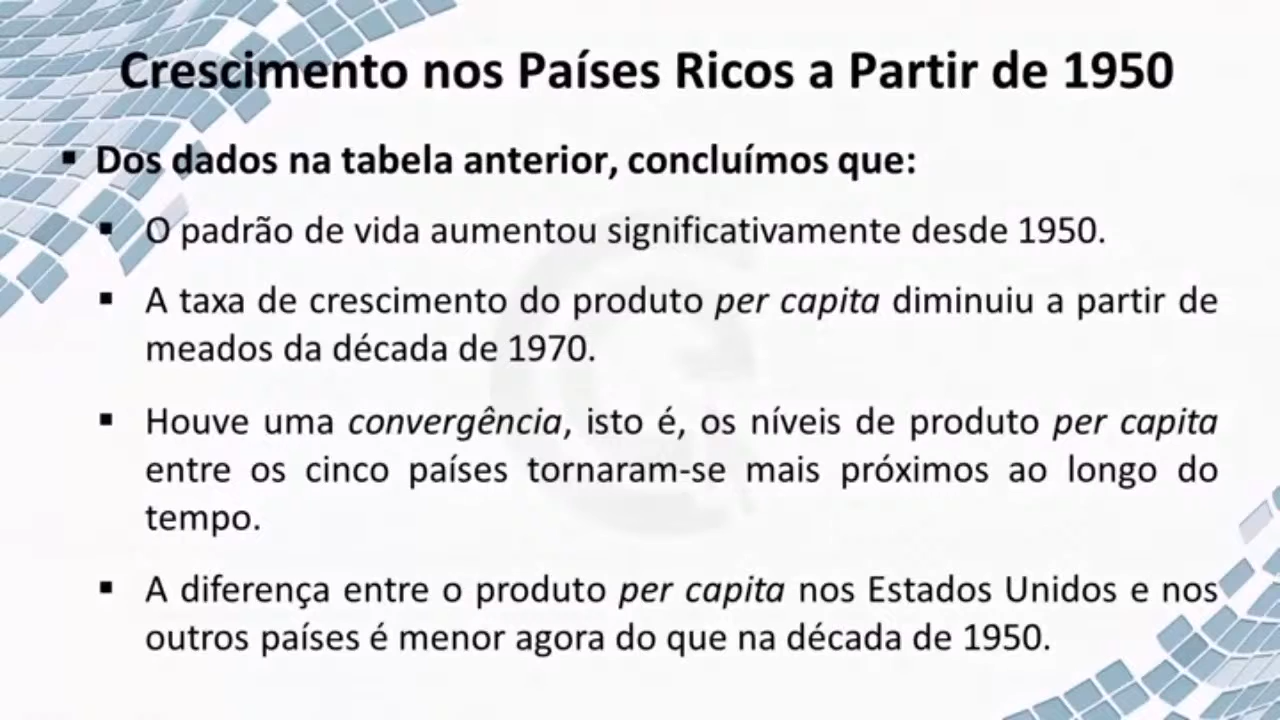 Crescimento nos Países Ricos a Partir de 1950
▪ Dos dados na tabela anterior, concluímos que:
▪ O padrão de vida aumentou significativamente desde 1950.
▪ A taxa de crescimento do produto per capita diminuiu a partir de
meados da década de 1970.
▪ Houve uma convergência, isto é, os níveis de produto per capita
entre os cinco países tornaram-se mais próximos ao longo do
tempo.
▪ A diferença entre o produto per capita nos Estados Unidos e nos
outros países é menor agora do que na década de 1950.